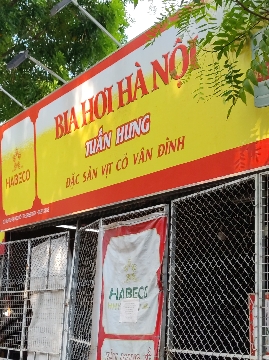 BIA HƠI HÀ NỘI
TUẤN HƯNG
ĐẶC SẢN VỊT CỎ VÂN ĐÌNH
HABECO
HABECO